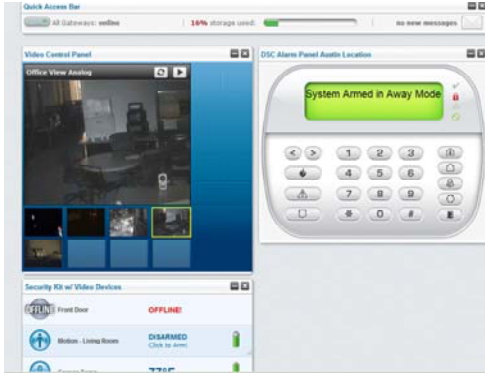 Quick Access Bar
All Gateways: online
16% storage used:
no new messages
Video Control Panel
Office View Analog
DSC Alarm Panel Austin Location
System Armed in Away Mode
< >
1 2 3
4 5 6
7 8 9
* 0 #
Security Kit w/ Video Devices
OFFLINE
Front Door
OFFLINE!
Motion - Living Room
DISARMED
Click to Arm!
77°F